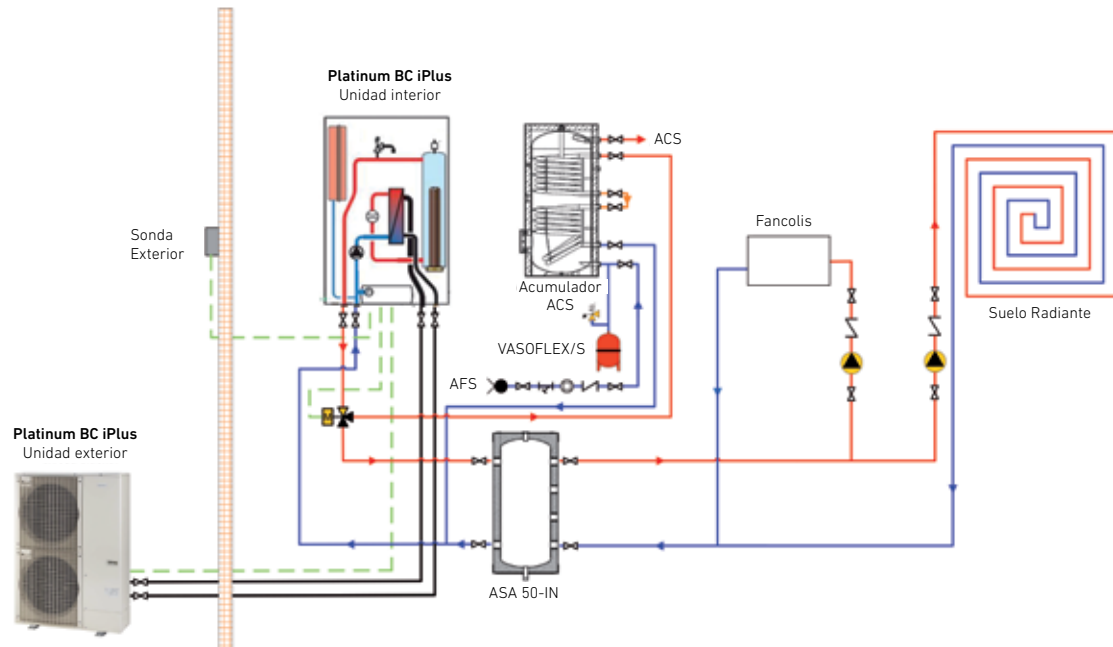 Platinum BC iPlus
Unidad interior
ACS
Sonda
Exterior
Fancolis
Acumulador
ACS
Suelo Radiante
VASOFLEX/S
AFS
Platinum BC iPlus
Unidad exterior
ASA 50-IN